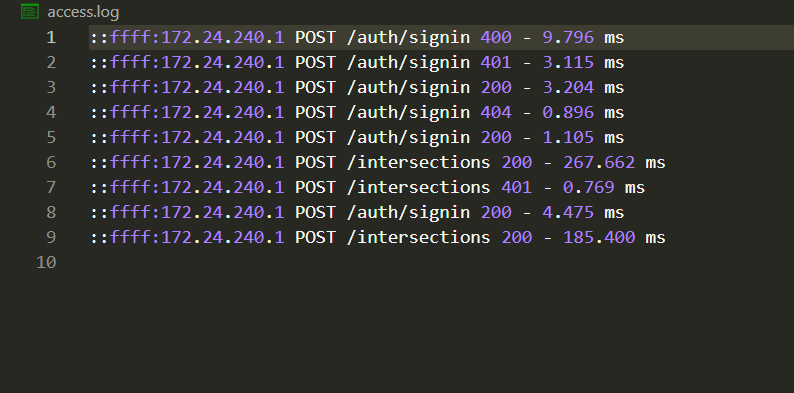 access.log
1 ::ffff:172.24.240.1 POST /auth/signin 400 - 9.796 ms
2 ::ffff:172.24.240.1 POST /auth/signin 401 - 3.115 ms
3 ::ffff:172.24.240.1 POST /auth/signin 200 - 3.204 ms
4 ::ffff:172.24.240.1 POST /auth/signin 404 - 0.896 ms
5 ::ffff:172.24.240.1 POST /auth/signin 200 - 1.105 ms
6 ::ffff:172.24.240.1 POST /intersections 200 - 267.662 ms
7 ::ffff:172.24.240.1 POST /intersections 401 - 0.769 ms
8 ::ffff:172.24.240.1 POST /auth/signin 200 - 4.475 ms
9 ::ffff:172.24.240.1 POST /intersections 200 - 185.400 ms
10